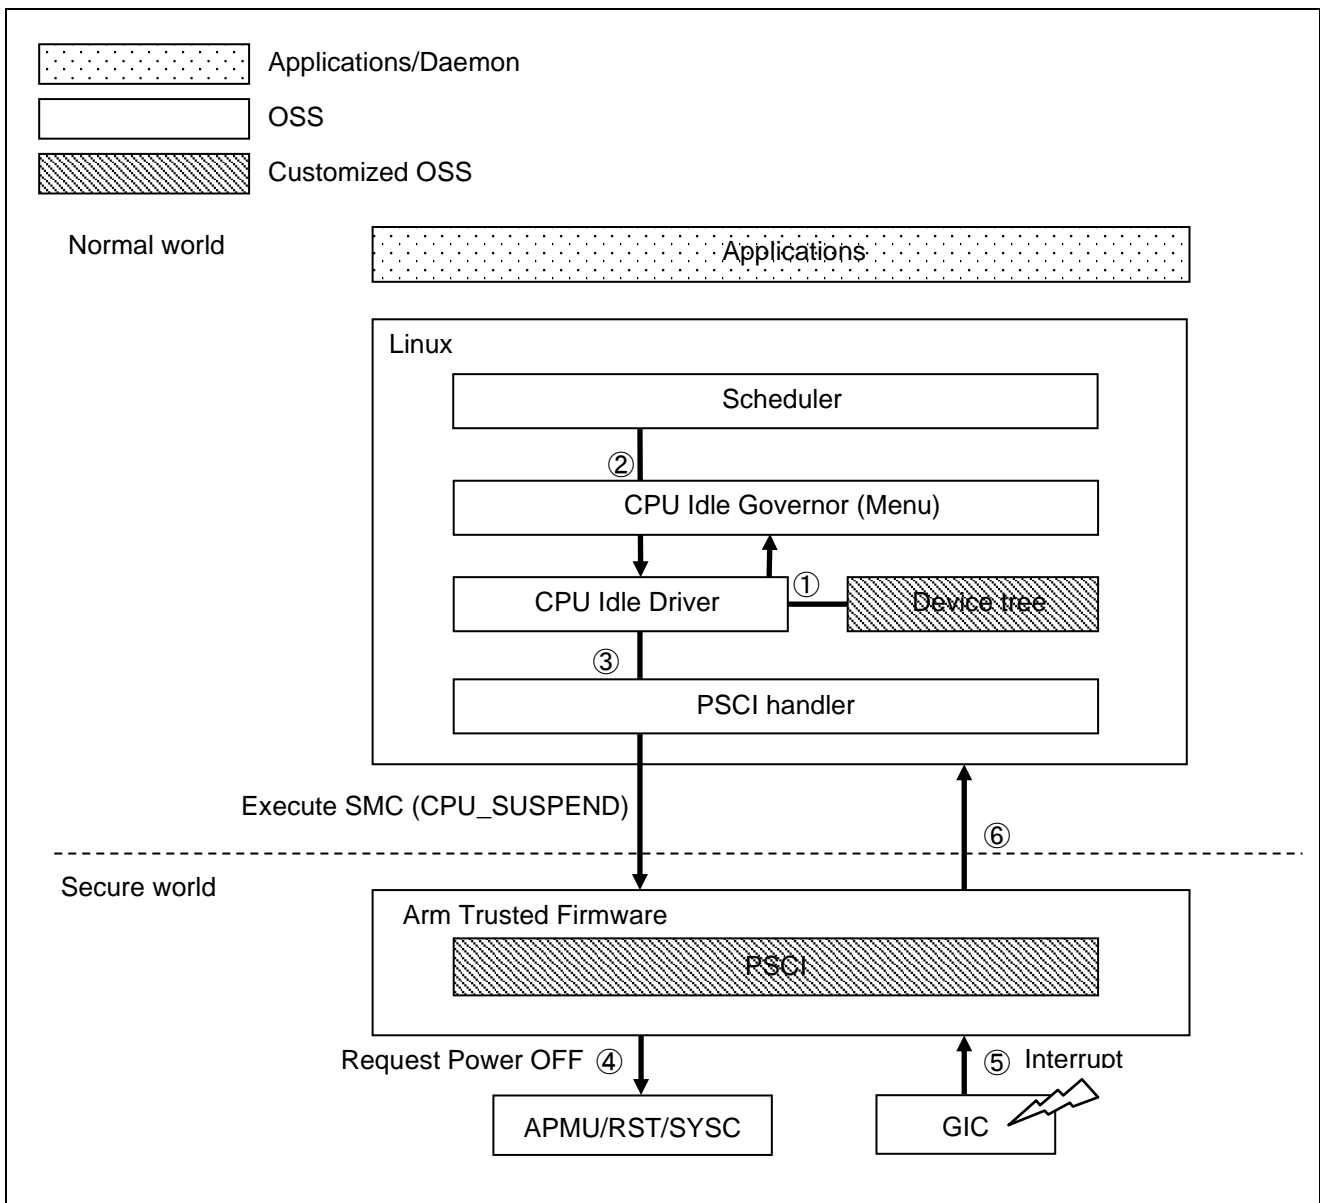 Applications/Daemon
OSS
Customized OSS
Normal world
Applications
Linux
Scheduler
②
CPU Idle Governor (Menu)
①
CPU Idle Driver
Device tree
③
PSCI handler
Execute SMC (CPU_SUSPEND)
⑥
Secure world
Arm Trusted Firmware
PSCI
Request Power OFF ④
⑤ Interrupt
APMU/RST/SYSC
GIC